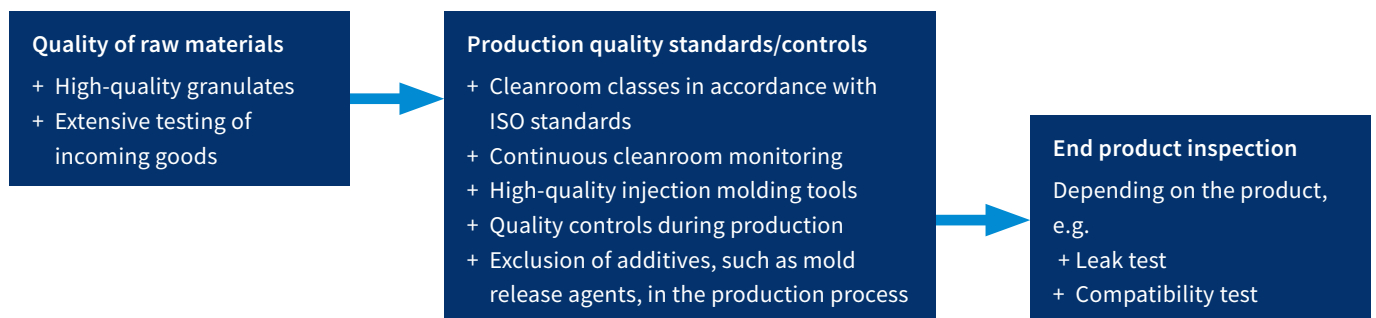 Quality of raw materials
+ High-quality granulates
+ Extensive testing of
incoming goods
Production quality standards/controls
+ Cleanroom classes in accordance with
ISO standards
+ Continuous cleanroom monitoring
+ High-quality injection molding tools
+ Quality controls during production
+ Exclusion of additives, such as mold
release agents, in the production process
End product inspection
Depending on the product,
e.g.
+ Leak test
+ Compatibility test